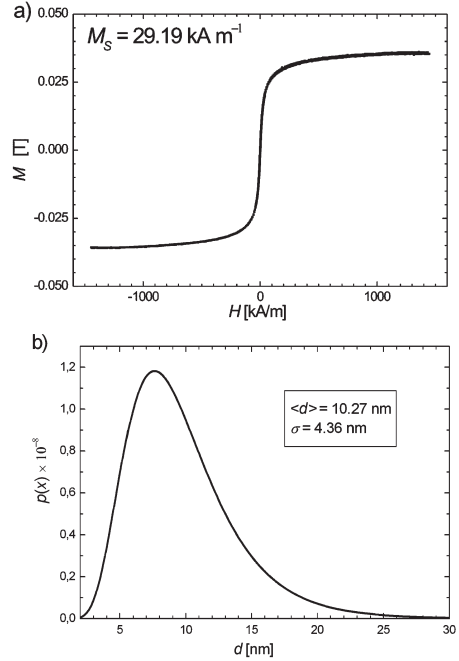 a)
M_S = 29.19 kA m⁻¹
0.050
0.025
0.000
-0.025
-0.050
M [T]
-1000 0 1000
H [kA/m]
b)
1,2
1,0
0,8
0,6
0,4
0,2
0,0
p(x) × 10⁻⁸
<d> = 10.27 nm
σ = 4.36 nm
5 10 15 20 25 30
d [nm]